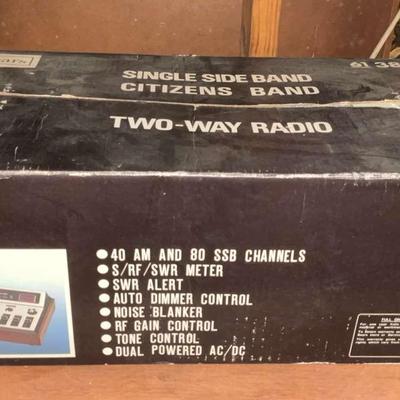 SINGLE SIDE BAND
CITIZENS BAND
TWO-WAY RADIO
● 40 AM AND 80 SSB CHANNELS
● S/RF/SWR METER
● SWR ALERT
● AUTO DIMMER CONTROL
● NOISE BLANKER
● RF GAIN CONTROL
● TONE CONTROL
● DUAL POWERED AC/DC